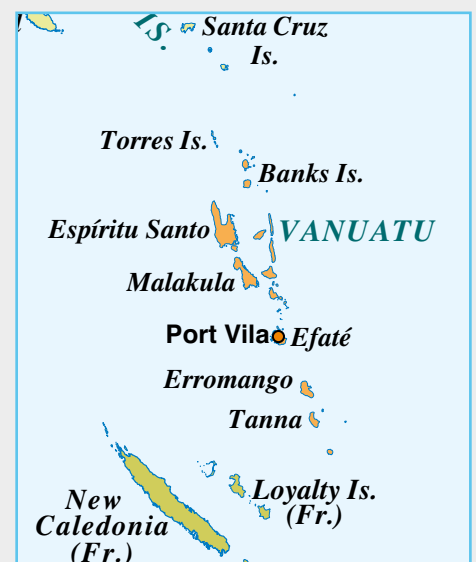 IS.
Santa Cruz
Is.
Torres Is.
Banks Is.
Espíritu Santo
VANUATU
Malakula
Port Vila
Efaté
Erromango
Tanna
Loyalty Is.
(Fr.)
New
Caledonia
(Fr.)